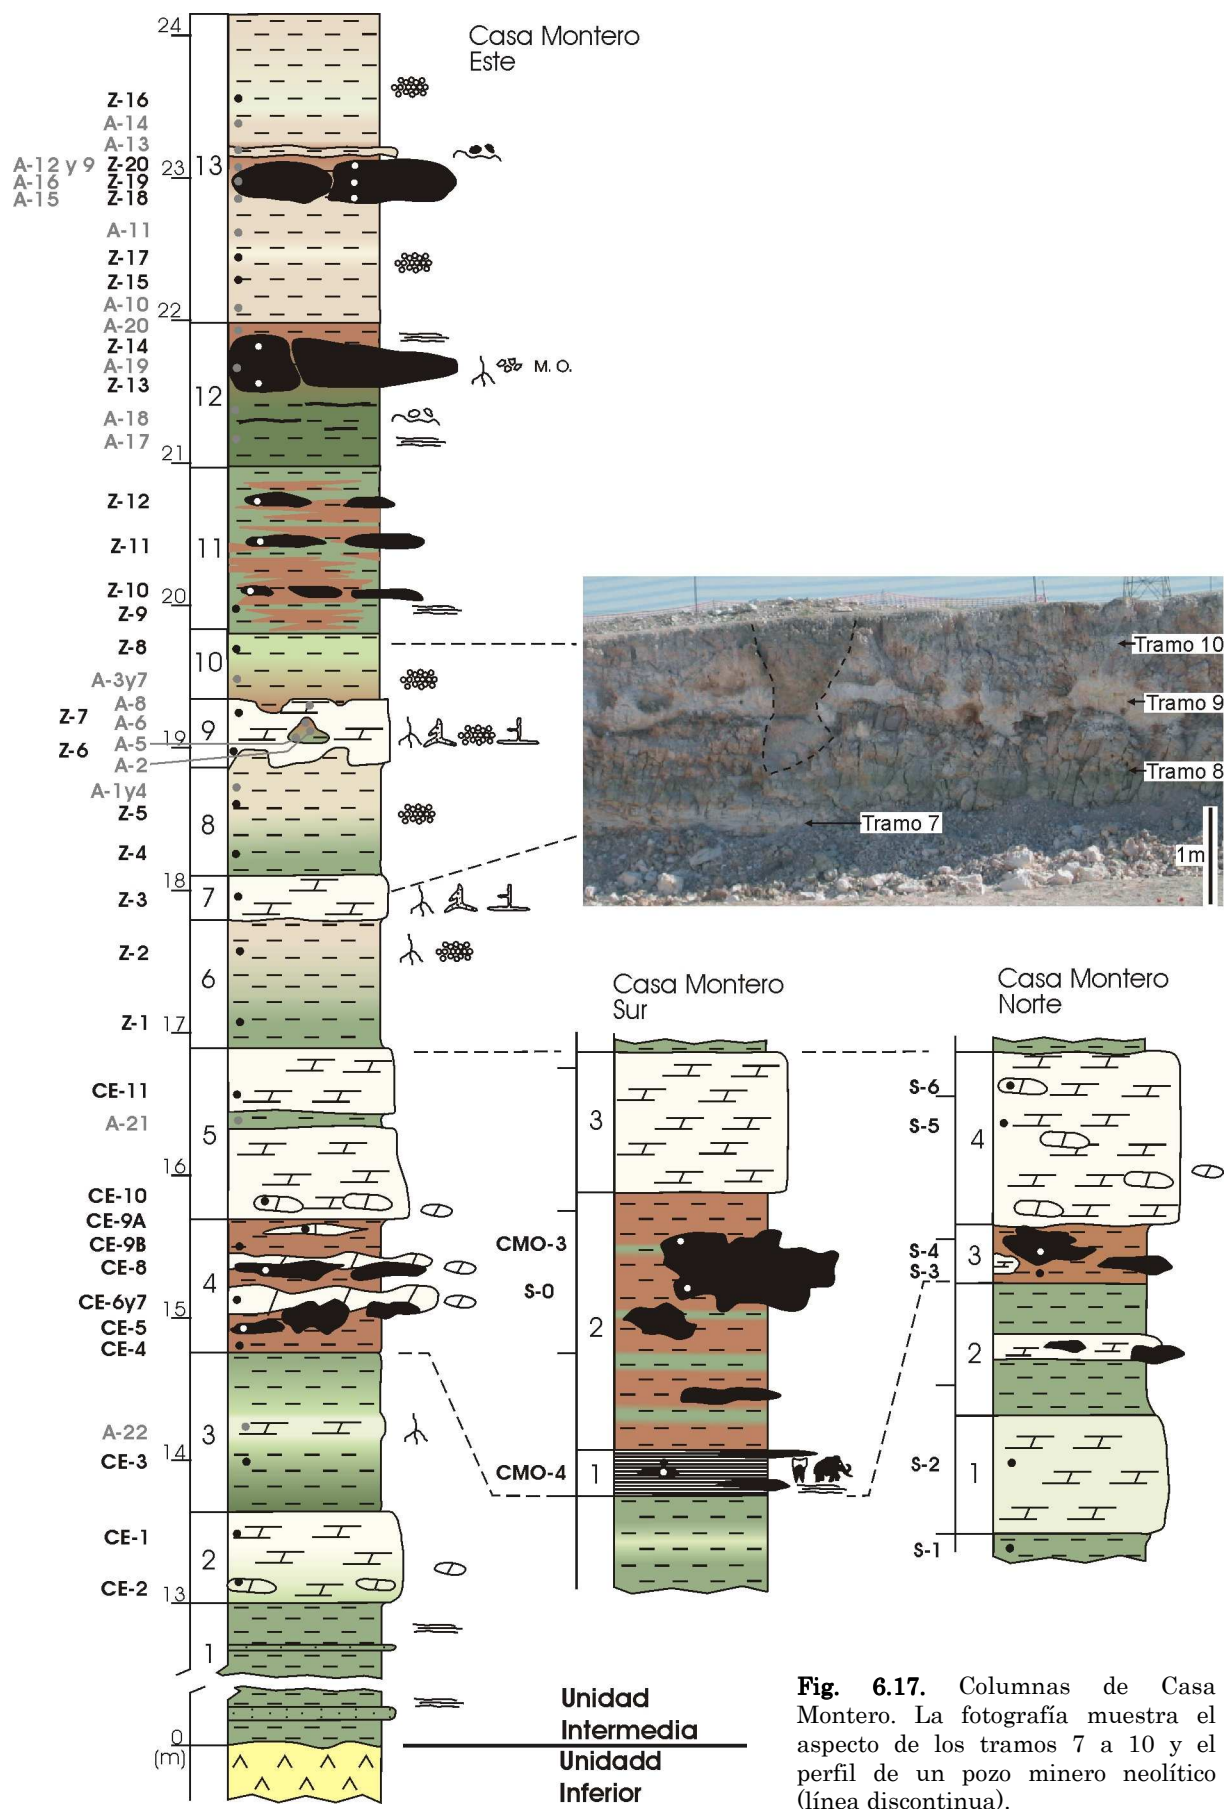 Casa Montero
Este
24
Z-16
A-14
A-13
A-12 y 9 Z-20
23 13
A-16 Z-19
A-15 Z-18
A-11
Z-17
Z-15
A-10 22
A-20
Z-14
A-19
M. O.
Z-13
12
A-18
A-17
21
Z-12
11
Z-11
Z-10
20
Z-9
Z-8
10
A-3y7
A-8
Z-7
A-6
9
19
A-5
Z-6
A-2
A-1y4
Z-5
8
Z-4
18
7
Z-3
Z-2
6
Z-1 17
CE-11
A-21
5
16
CE-10
CE-9A
CE-9B
CE-8
4
CE-6y7
15
CE-5
CE-4
A-22
3
14
CE-3
CE-1
2
CE-2 13
1
0
(m)
Tramo 10
Tramo 9
Tramo 8
Tramo 7
1m
Casa Montero
Sur
3
CMO-3
S-0
2
CMO-4
1
Casa Montero
Norte
S-6
S-5
4
S-4
3
S-3
2
S-2
1
S-1
Unidad
Intermedia
Unidadd
Inferior
Fig. 6.17. Columnas de Casa
Montero. La fotografía muestra el
aspecto de los tramos 7 a 10 y el
perfil de un pozo minero neolítico
(línea discontinua).